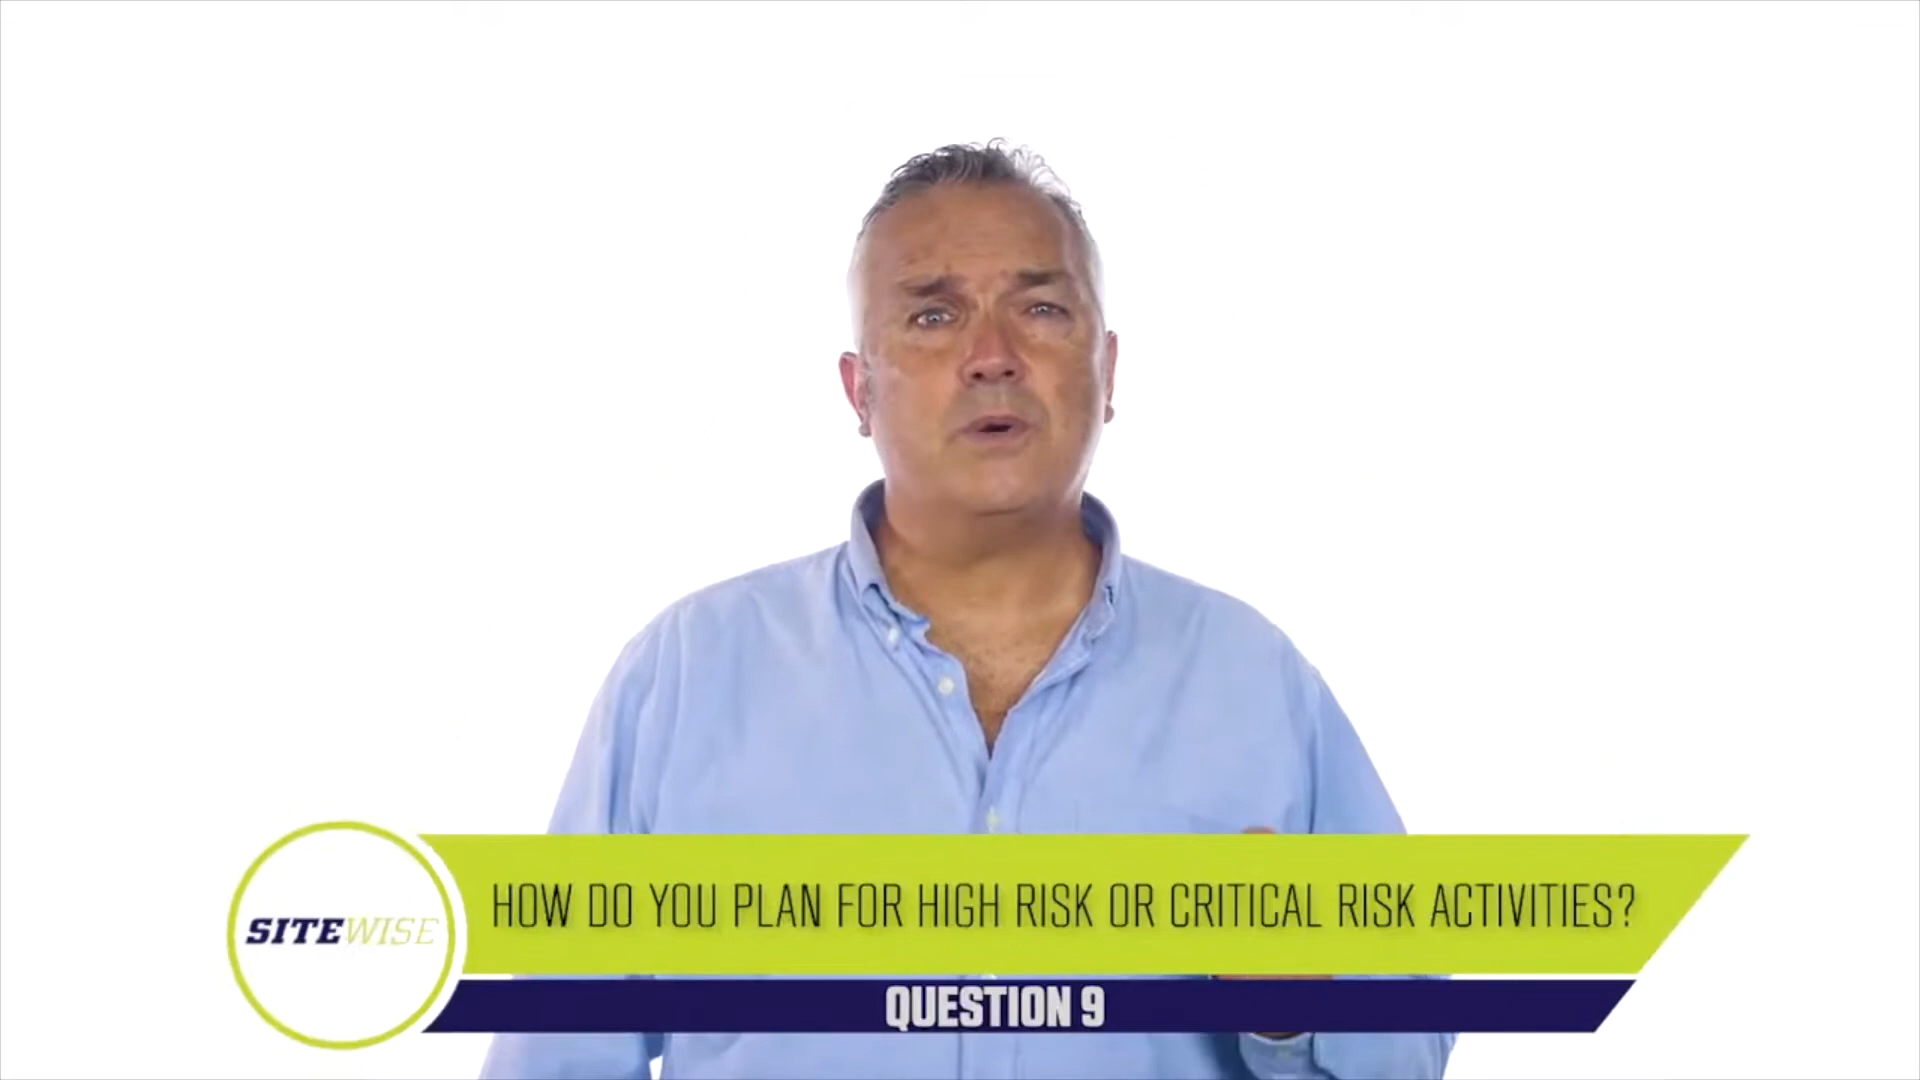 SITEWISE
HOW DO YOU PLAN FOR HIGH RISK OR CRITICAL RISK ACTIVITIES?
QUESTION 9